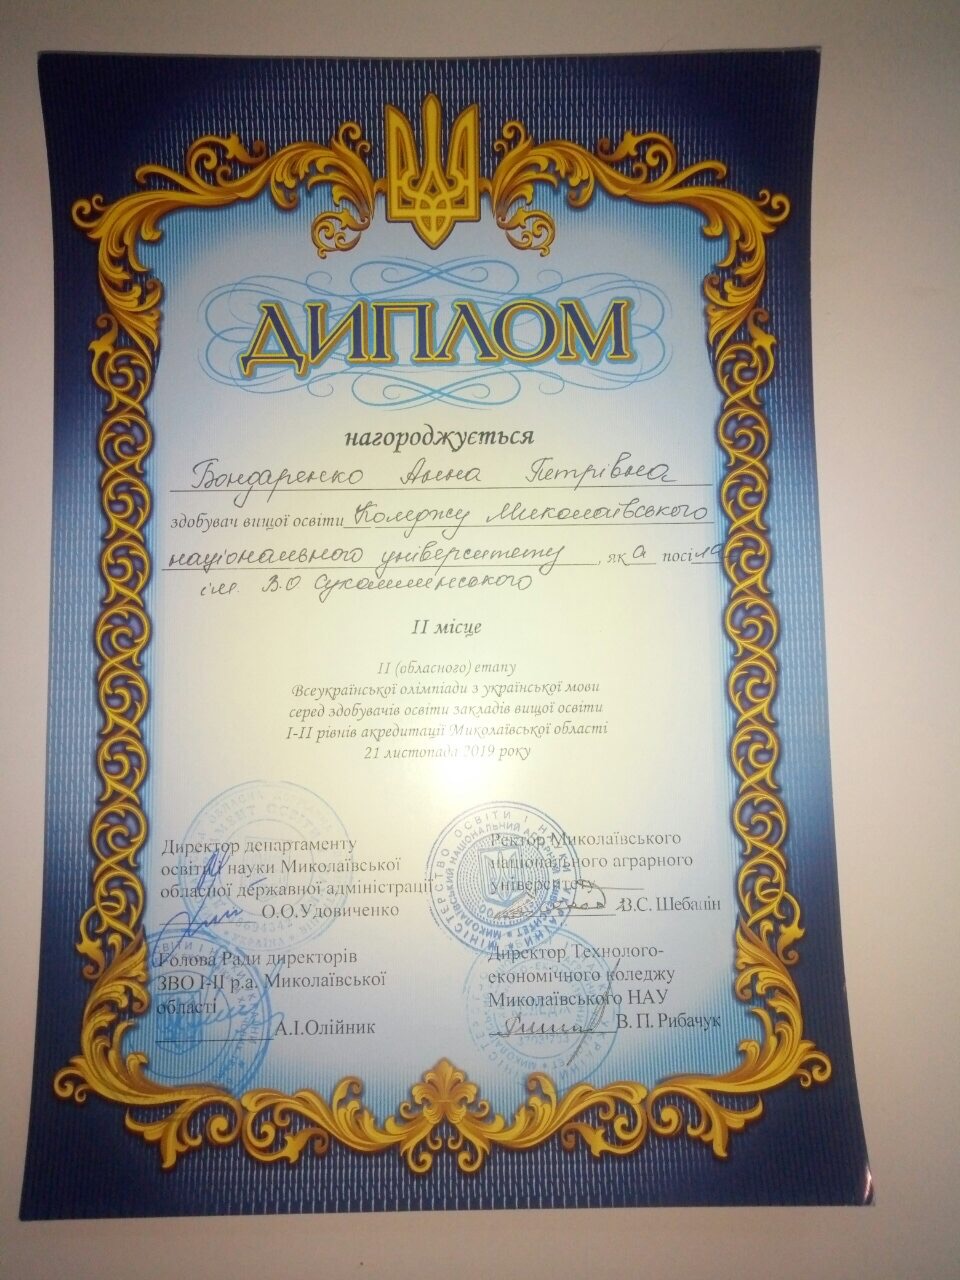 ДИПЛОМ
нагороджується
Бондаренко Анна Петрівна
здобувач вищої освіти Коледжу Миколаївського
національного університету, як а посіла
ім. В.О Сухомлинського
II місце
II (обласного) етапу
Всеукраїнської олімпіади з української мови
серед здобувачів освіти закладів вищої освіти
I-II рівнів акредитації Миколаївської області
21 листопада 2019 року
Директор департаменту
освіти і науки Миколаївської
обласної державної адміністрації
О.О.Удовиченко
Ректор Миколаївського
національного аграрного
університету
В.С. Шебанін
Голова Ради директорів
ЗВО I-II р.а. Миколаївської
області
А.І.Олійник
Директор Техноло­го-
економічного коледжу
Миколаївського НАУ
В. П. Рибачук